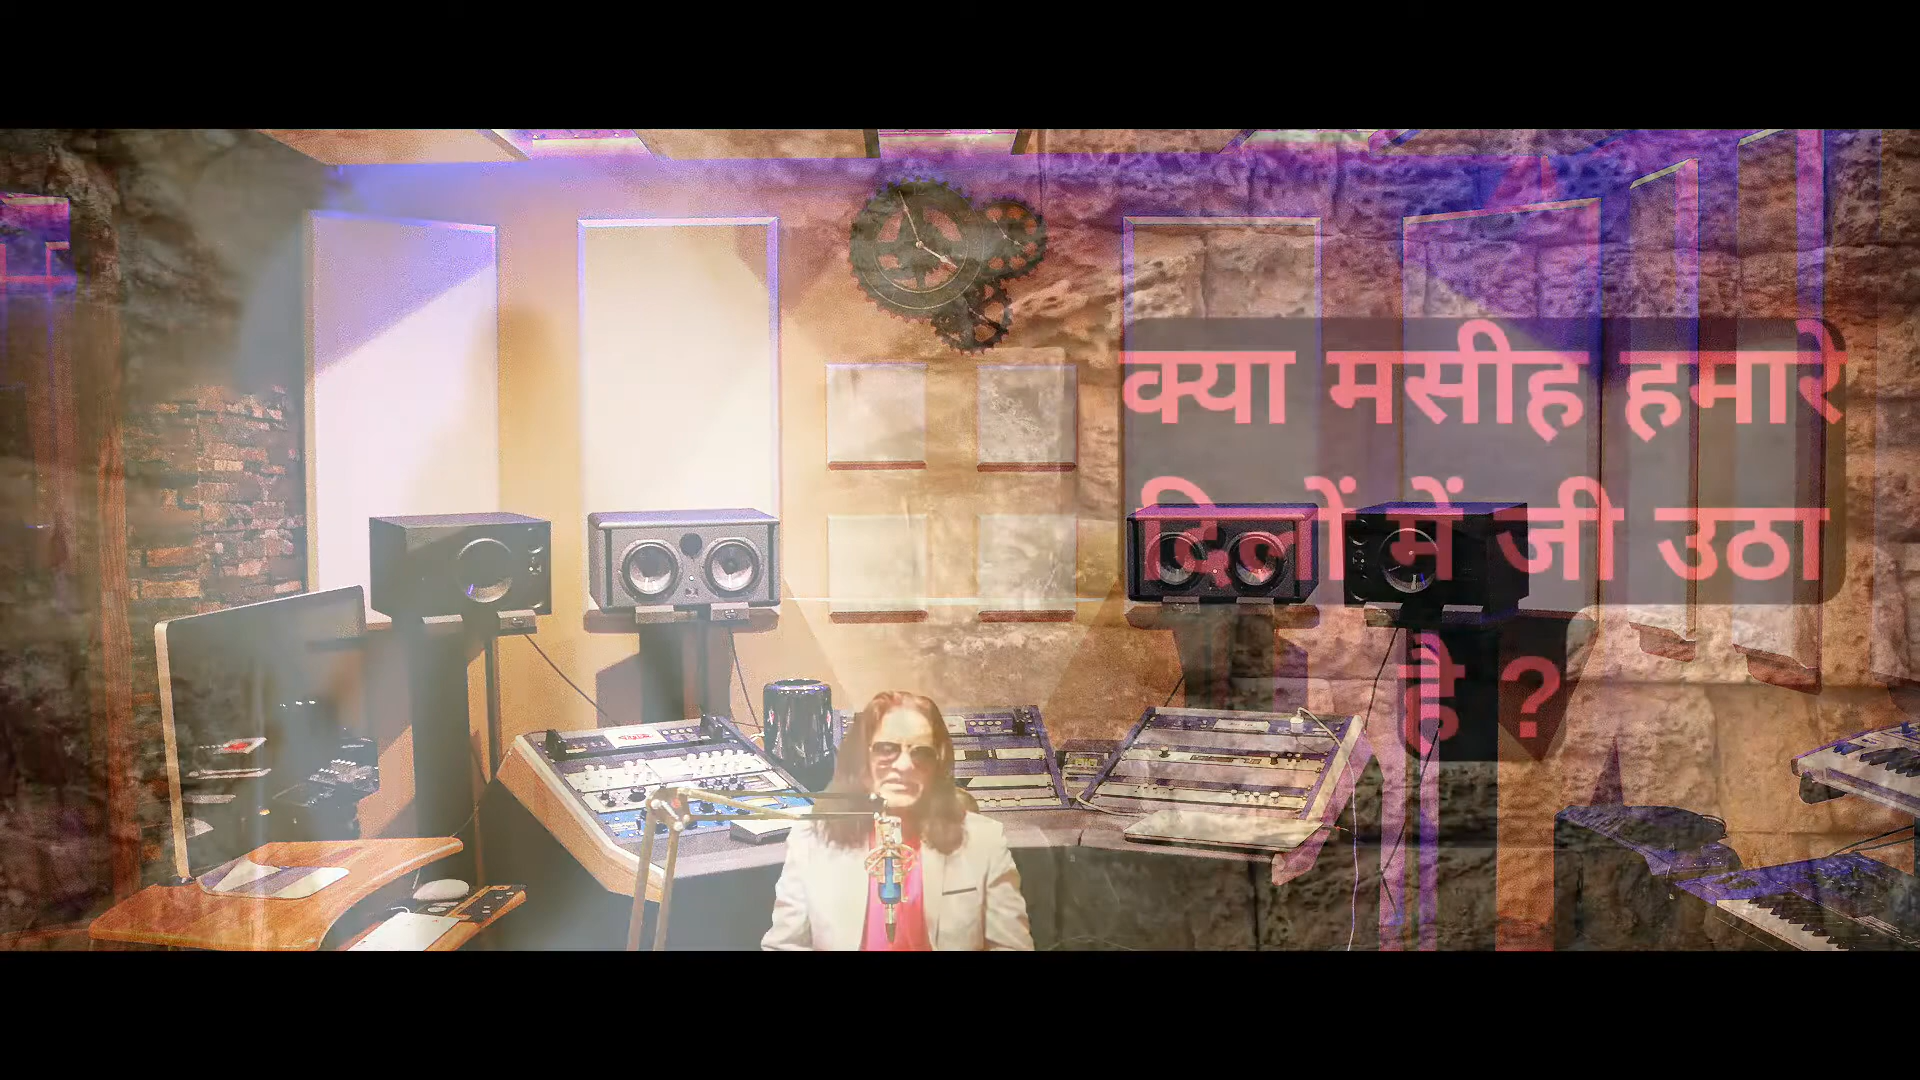 क्या मसीह हमारे
दिलों में जी उठा
है ?